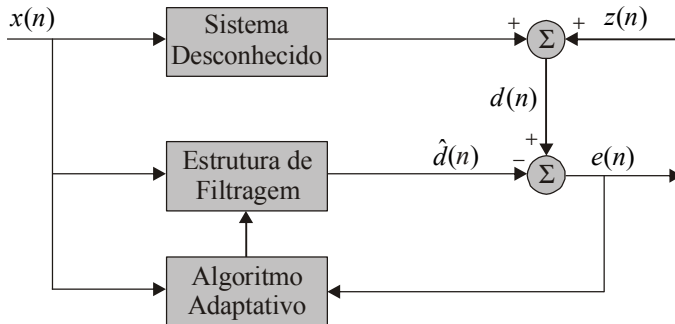 x(n)
Sistema
Desconhecido
+
Σ
+
z(n)
d(n)
Estrutura de
Filtragem
d̂(n)
+
−
Σ
e(n)
Algoritmo
Adaptativo